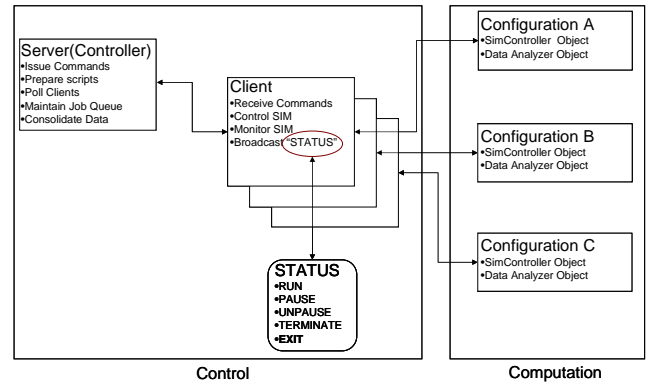 Server(Controller)
•Issue Commands
•Prepare scripts
•Poll Clients
•Maintain Job Queue
•Consolidate Data
Client
•Receive Commands
•Control SIM
•Monitor SIM
•Broadcast “STATUS”
STATUS
•RUN
•PAUSE
•UNPAUSE
•TERMINATE
•EXIT
Control
Configuration A
•SimController Object
•Data Analyzer Object
Configuration B
•SimController Object
•Data Analyzer Object
Configuration C
•SimController Object
•Data Analyzer Object
Computation